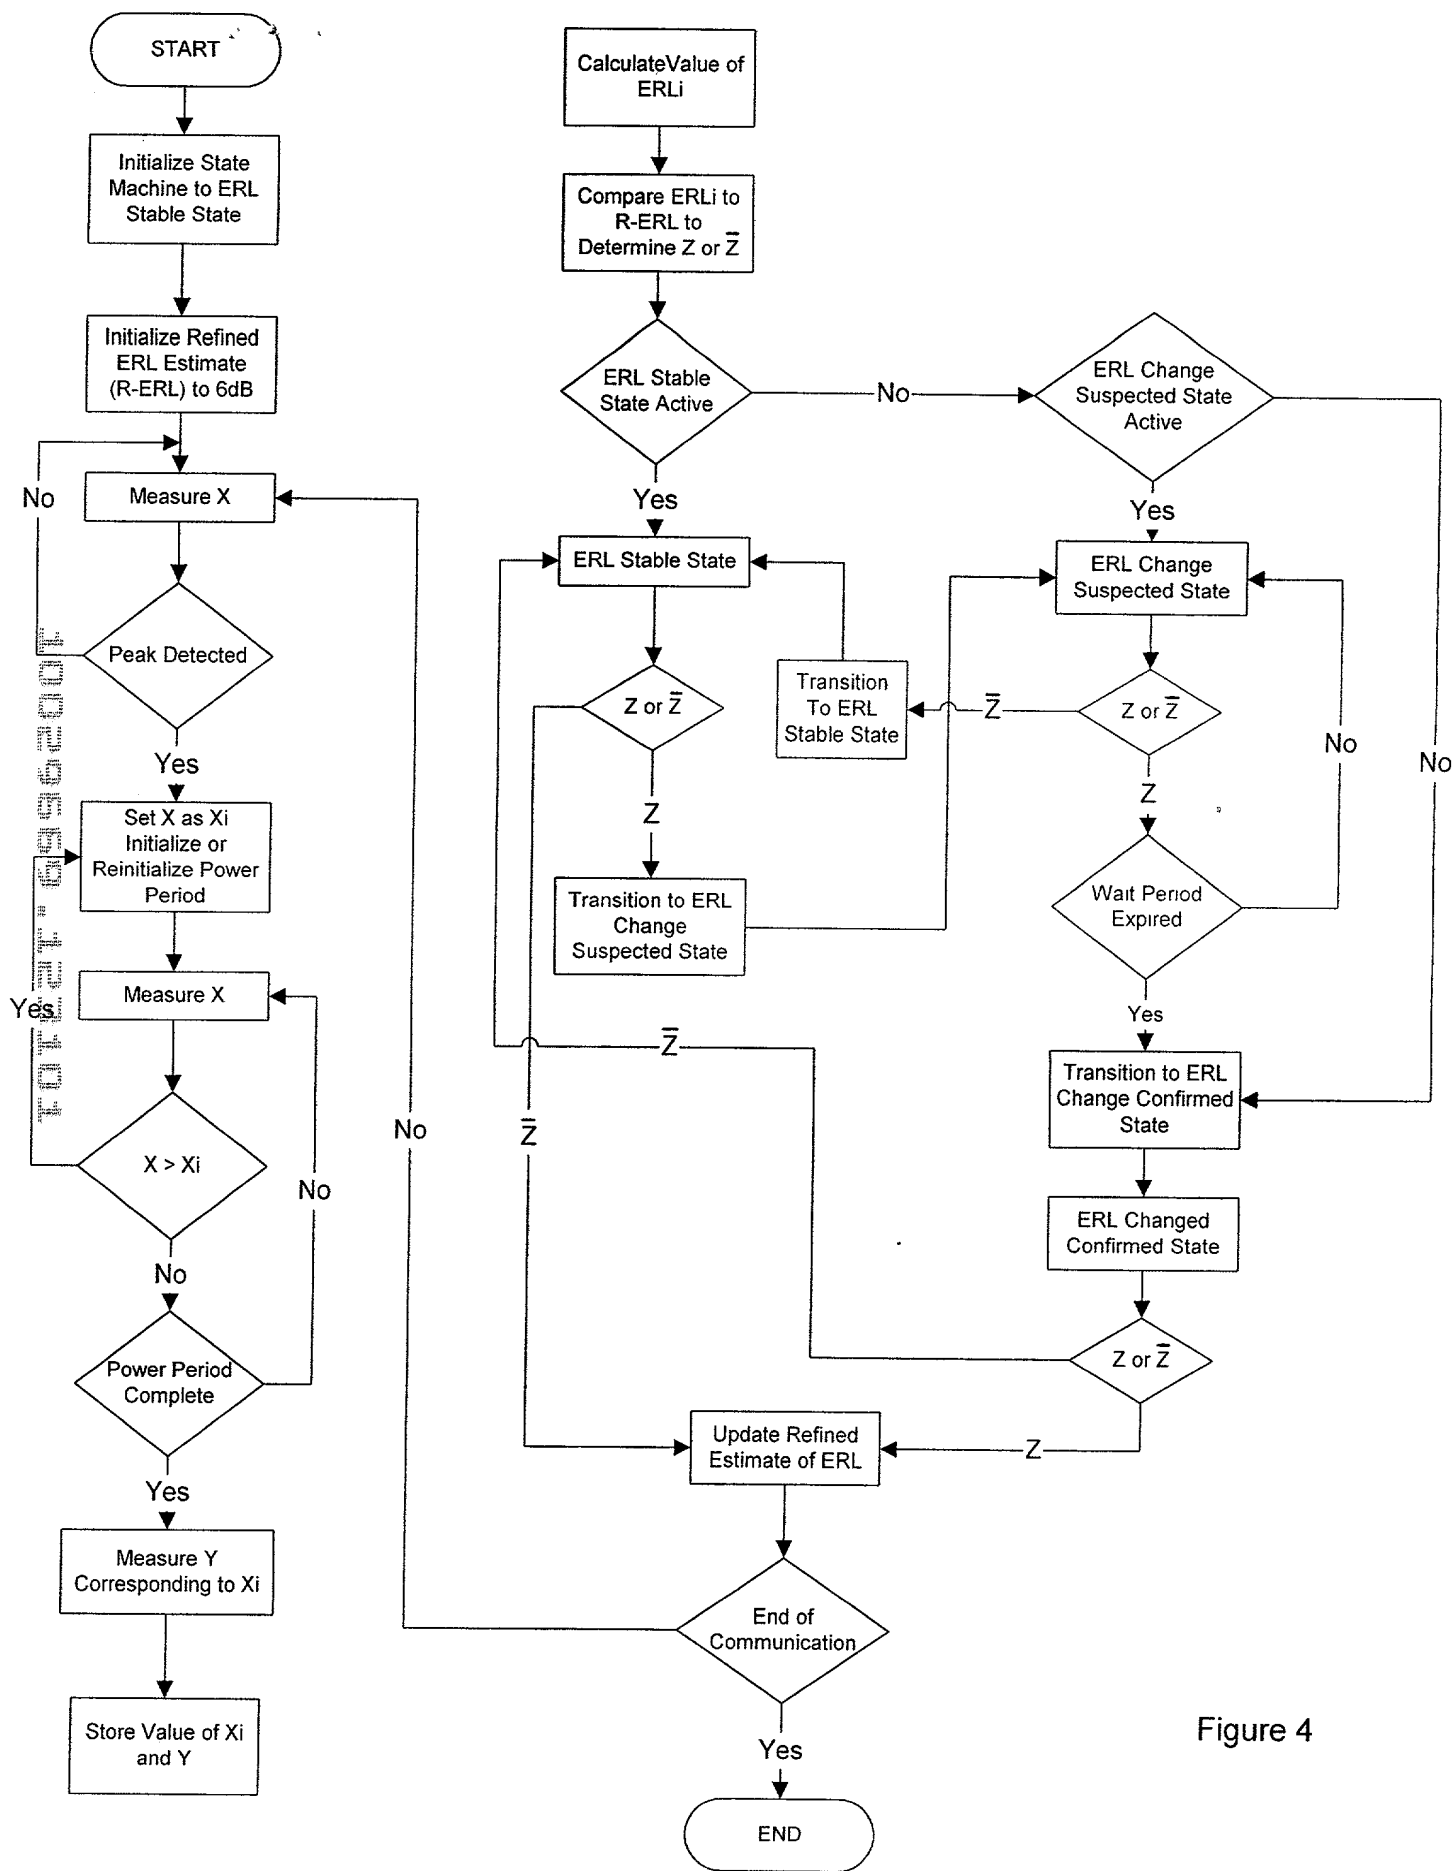 START
Initialize State
Machine to ERL
Stable State
Initialize Refined
ERL Estimate
(R-ERL) to 6dB
No
Measure X
Peak Detected
Yes
Set X as Xi
Initialize or
Reinitialize Power
Period
Measure X
Yes
X > Xi
No
No
Power Period
Complete
Yes
Measure Y
Corresponding to Xi
Store Value of Xi
and Y
CalculateValue of
ERLi
Compare ERLi to
R-ERL to
Determine Z or Z̅
ERL Stable
State Active
No
ERL Change
Suspected State
Active
Yes
Yes
ERL Stable State
ERL Change
Suspected State
Z or Z̅
Transition
To ERL
Stable State
Z̅
Z or Z̅
No
No
Z
Z
Transition to ERL
Change
Suspected State
Wait Period
Expired
Yes
Z̅
Transition to ERL
Change Confirmed
State
Z̅
No
ERL Changed
Confirmed State
Z or Z̅
Update Refined
Estimate of ERL
Z
End of
Communication
Yes
END
Figure 4